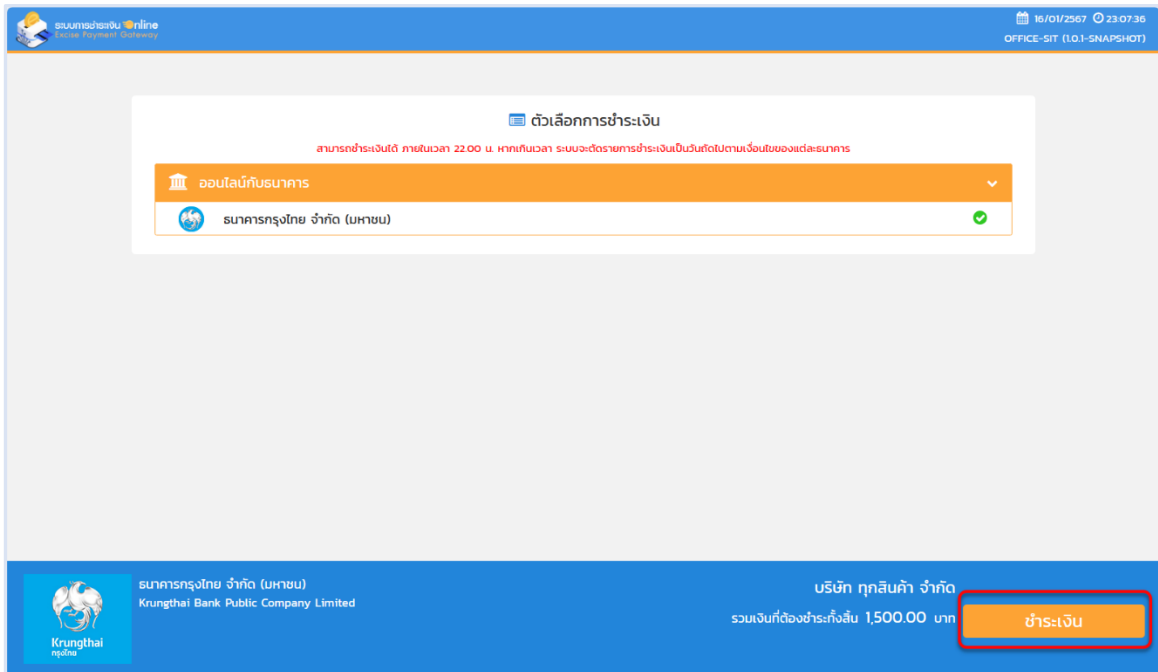 ระบบการชำระเงิน Online
Excise Payment Gateway
16/01/2567 23:07:36
OFFICE-SIT (1.0.1-SNAPSHOT)
ตัวเลือกการชำระเงิน
สามารถชำระเงินได้ ภายในเวลา 22.00 น. หากเกินเวลา ระบบจะตัดรายการชำระเงินเป็นวันถัดไปตามเงื่อนไขของแต่ละธนาคาร
ออนไลน์กับธนาคาร
ธนาคารกรุงไทย จำกัด (มหาชน)
ธนาคารกรุงไทย จำกัด (มหาชน)
Krungthai Bank Public Company Limited
Krungthai
กรุงไทย
บริษัท ทุกสินค้า จำกัด
รวมเงินที่ต้องชำระทั้งสิ้น 1,500.00 บาท
ชำระเงิน